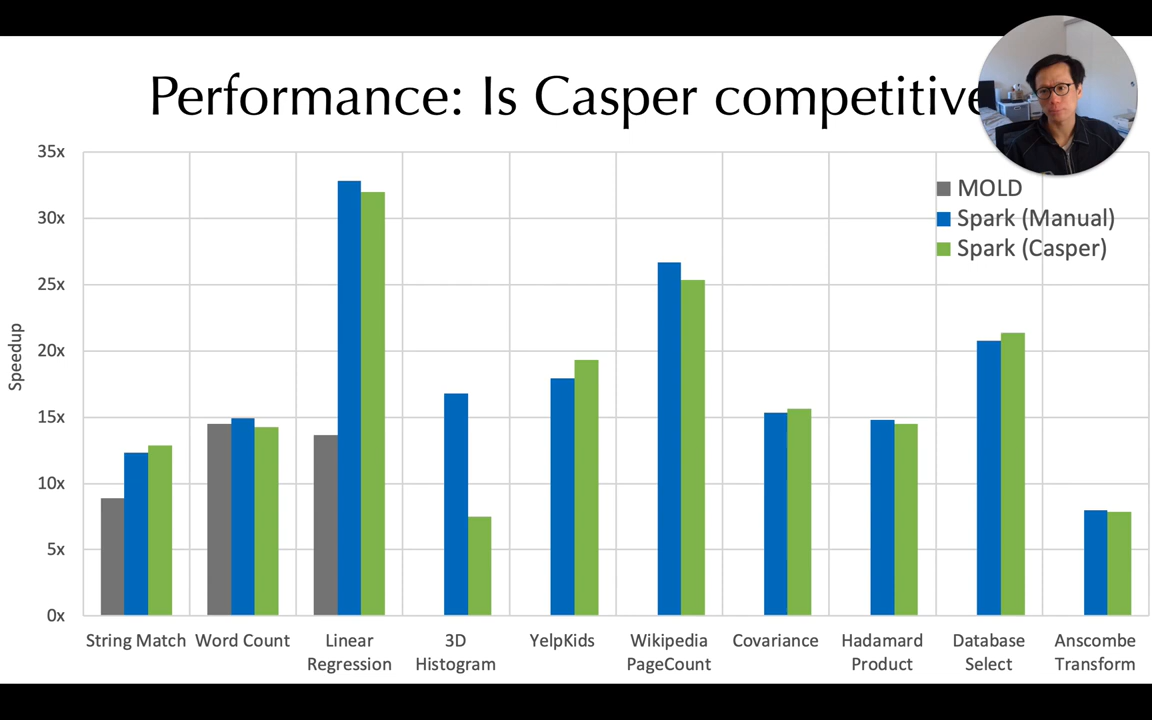 Performance: Is Casper competitive
35x
30x
25x
20x
15x
10x
5x
0x
Speedup
MOLD
Spark (Manual)
Spark (Casper)
String Match
Word Count
Linear
Regression
3D
Histogram
YelpKids
Wikipedia
PageCount
Covariance
Hadamard
Product
Database
Select
Anscombe
Transform